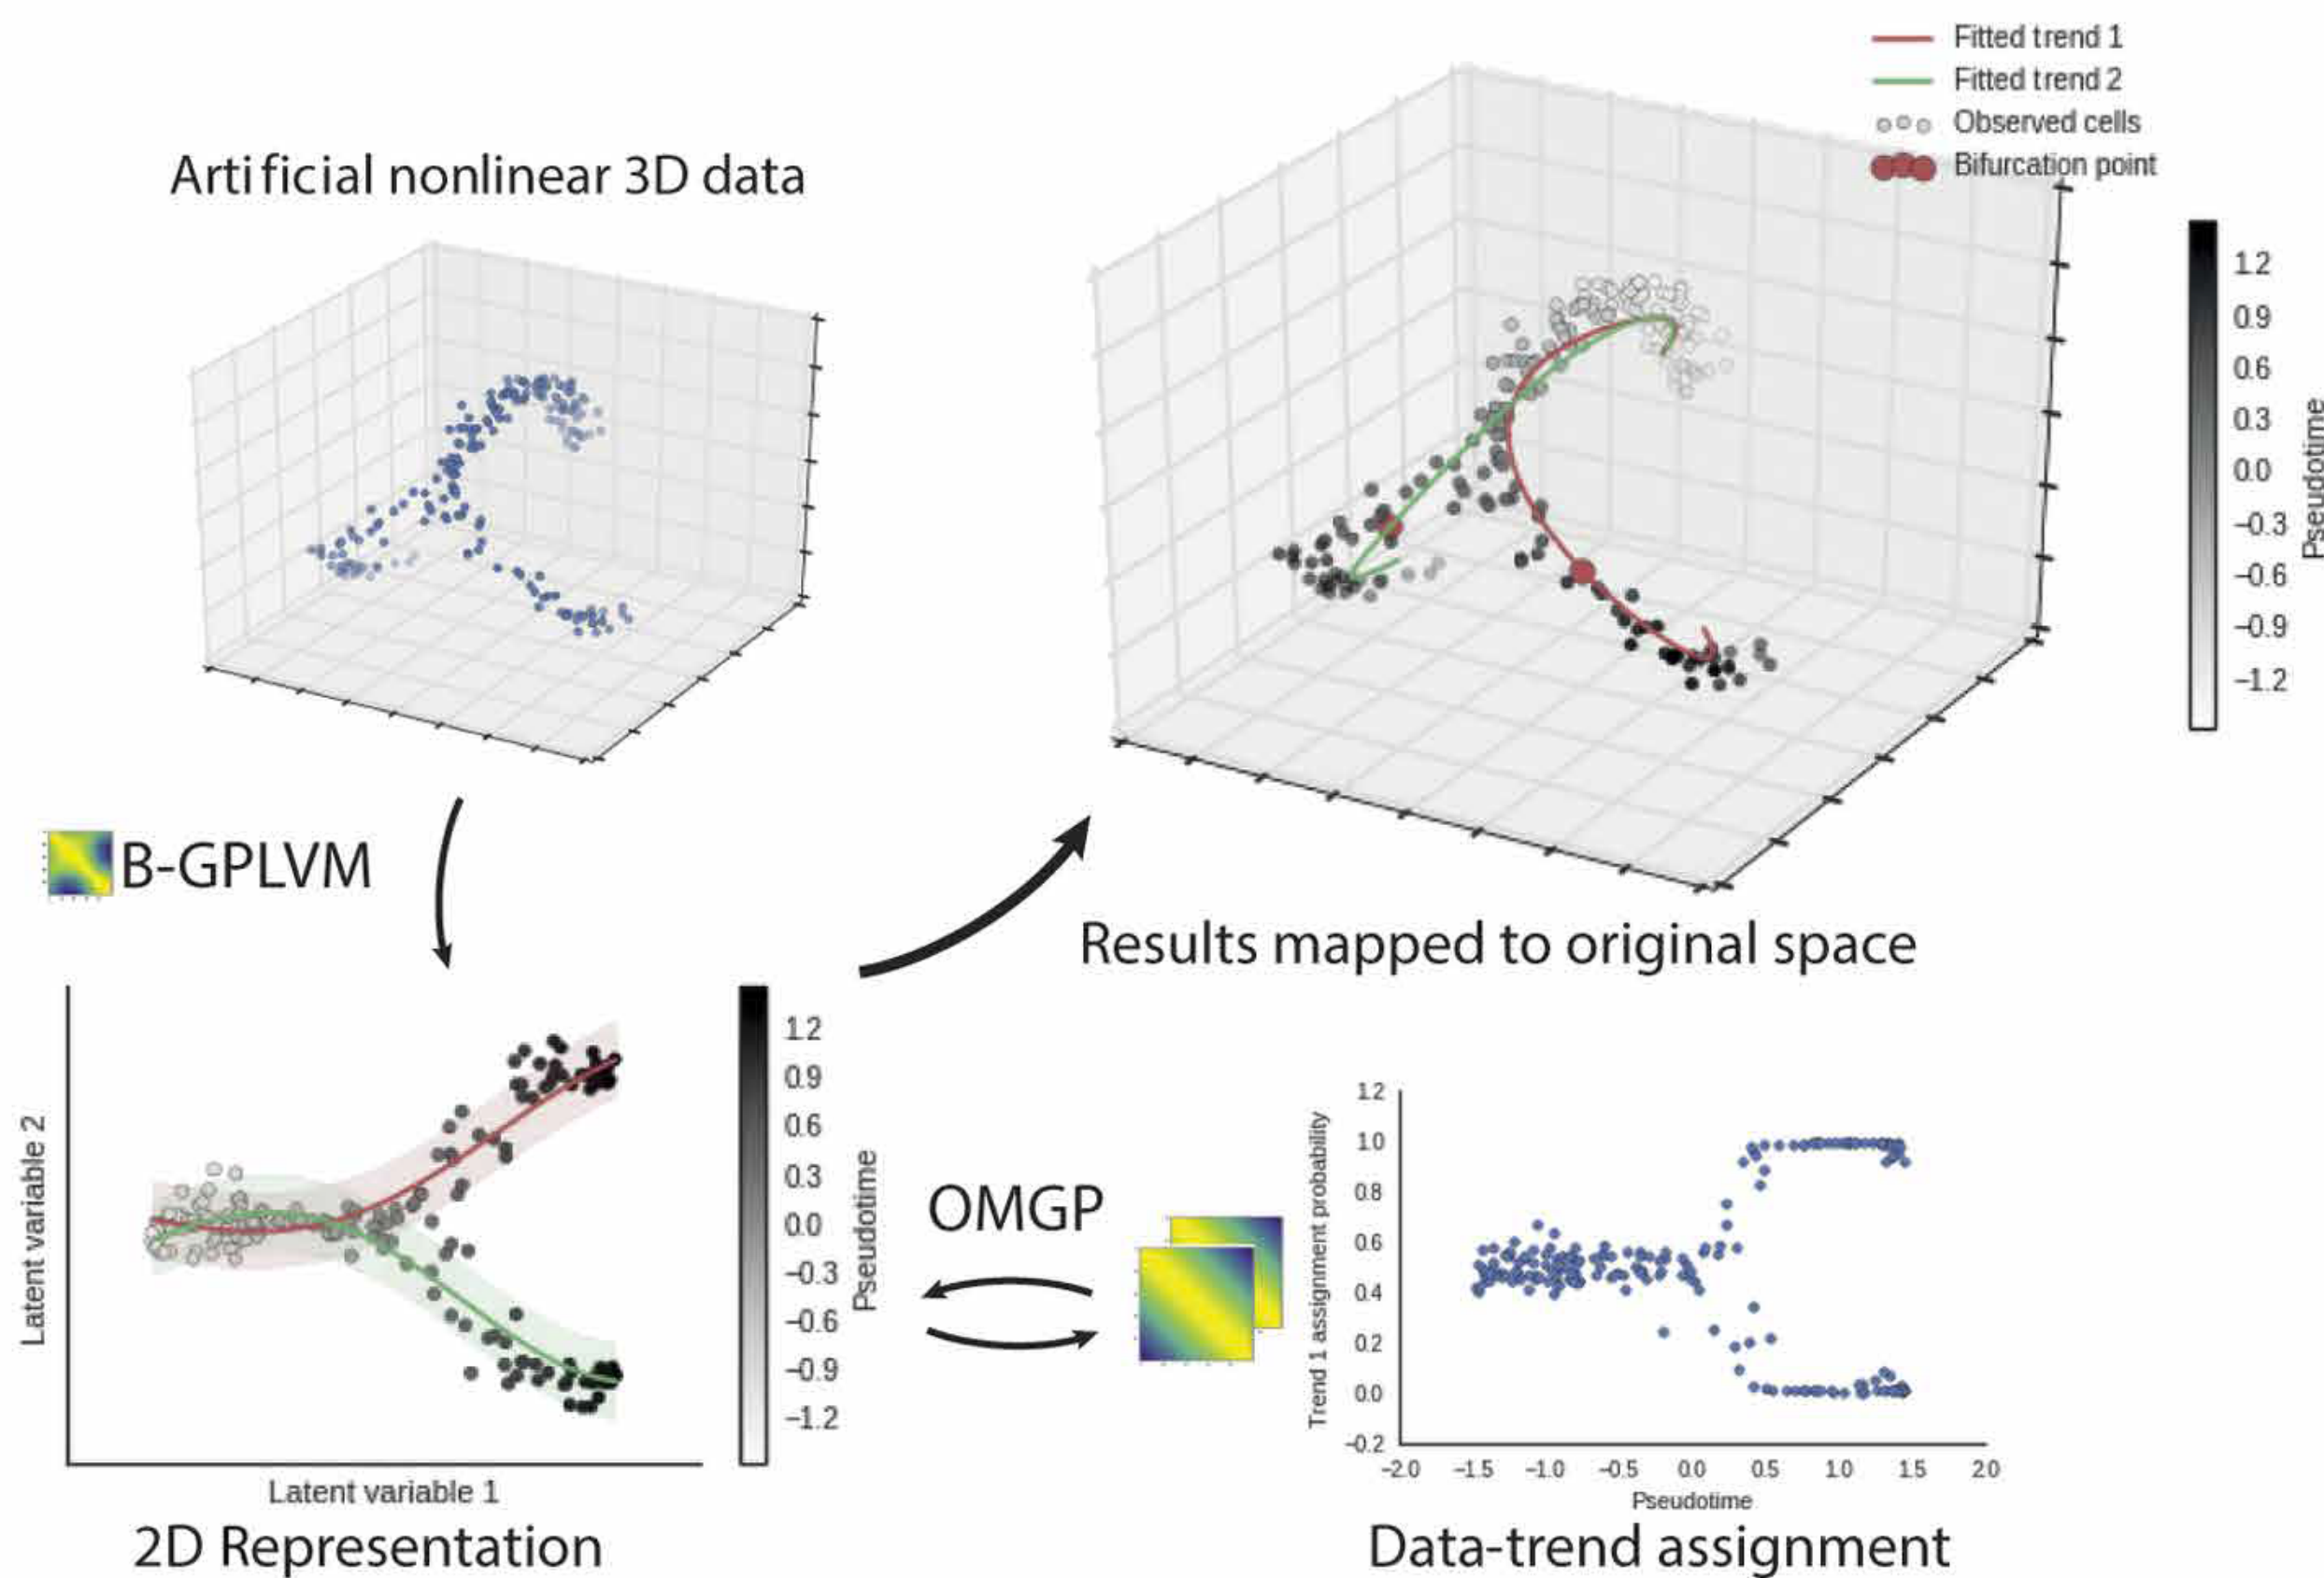 Fitted trend 1
Fitted trend 2
Observed cells
Bifurcation point
Artificial nonlinear 3D data
1.2
0.9
0.6
0.3
0.0
−0.3
−0.6
−0.9
−1.2
Pseudotime
B-GPLVM
Results mapped to original space
Latent variable 2
Latent variable 1
1.2
0.9
0.6
0.3
0.0
−0.3
−0.6
−0.9
−1.2
Pseudotime
2D Representation
OMGP
Trend 1 assignment probability
1.2
1.0
0.8
0.6
0.4
0.2
0.0
−0.2
−2.0 −1.5 −1.0 −0.5 0.0 0.5 1.0 1.5 2.0
Pseudotime
Data-trend assignment